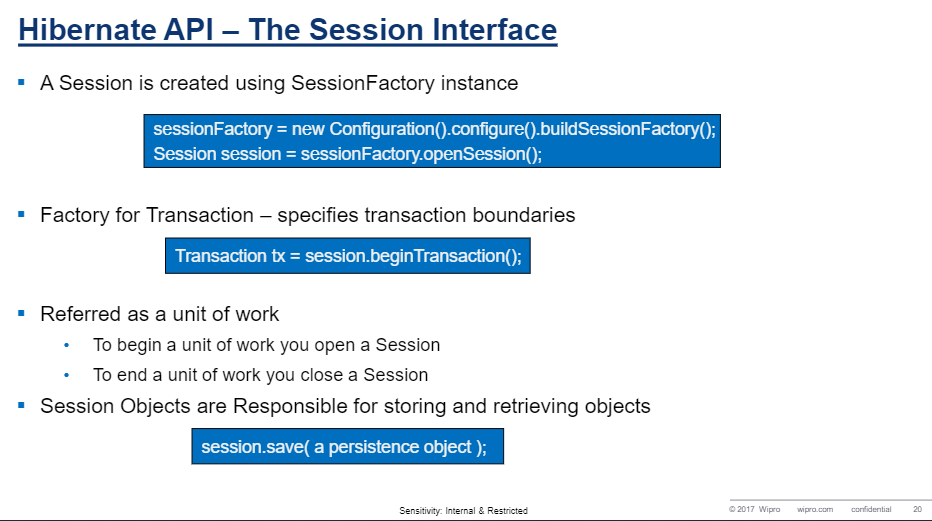 Hibernate API – The Session Interface
A Session is created using SessionFactory instance
sessionFactory = new Configuration().configure().buildSessionFactory();
Session session = sessionFactory.openSession();
Factory for Transaction – specifies transaction boundaries
Transaction tx = session.beginTransaction();
Referred as a unit of work
To begin a unit of work you open a Session
To end a unit of work you close a Session
Session Objects are Responsible for storing and retrieving objects
session.save( a persistence object );
Sensitivity: Internal & Restricted
© 2017 Wipro wipro.com confidential 20